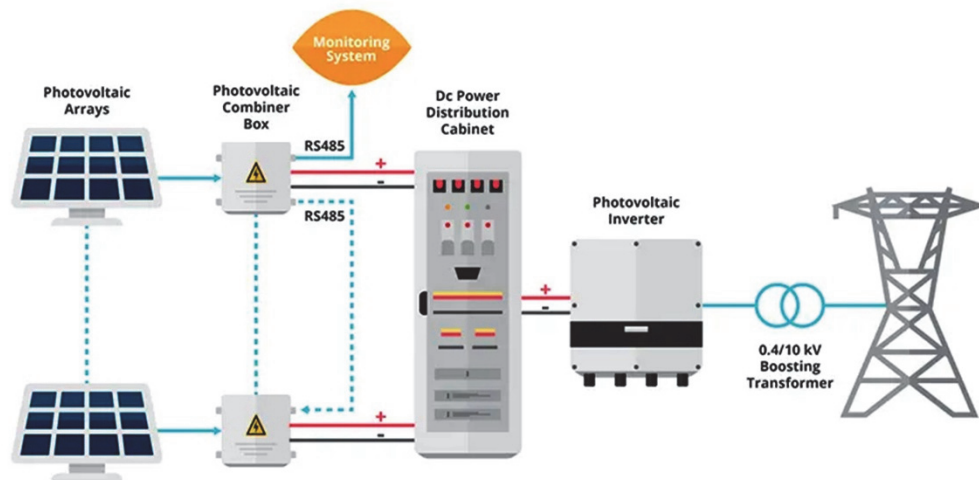 Monitoring
System
Photovoltaic
Arrays
Photovoltaic
Combiner
Box
Dc Power
Distribution
Cabinet
RS485
+
-
RS485
Photovoltaic
Inverter
+
-
0.4/10 kV
Boosting
Transformer
+
-